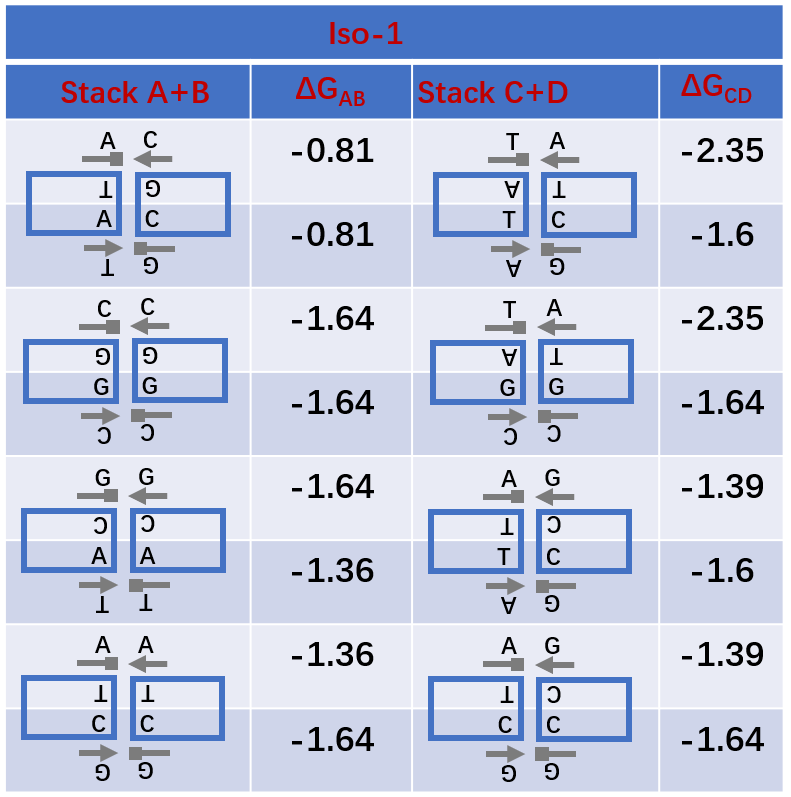 Iso-1
Stack A+B ΔGAB Stack C+D ΔGCD
A C -0.81 T A -2.35
T G A T
A C -0.81 T C -1.6
T G A G
C C -1.64 T A -2.35
G G A T
G G -1.64 G G -1.64
C C C C
G G -1.64 A G -1.39
C C T C
A A -1.36 T C -1.6
T T A G
A A -1.36 A G -1.39
T T T C
C C -1.64 C C -1.64
G G G G